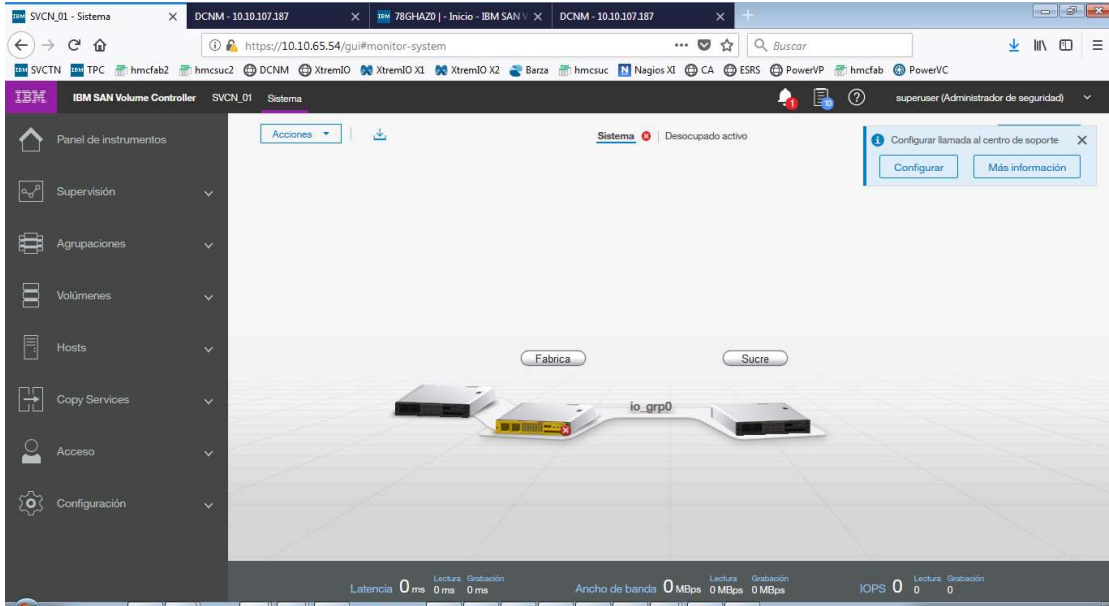 SVCN_01 - Sistema
DCNM - 10.10.107.187
78GHAZ0 | - Inicio - IBM SAN V
DCNM - 10.10.107.187
https://10.10.65.54/gui#monitor-system
Buscar
SVCTN TPC hmcfab2 hmcsuc2 DCNM XtremIO XtremIO X1 XtremIO X2 Barza hmcsuc Nagios XI CA ESRS PowerVP hmcfab PowerVC
IBM IBM SAN Volume Controller SVCN_01 Sistema
superuser (Administrador de seguridad)
Panel de instrumentos
Supervisión
Agrupaciones
Volúmenes
Hosts
Copy Services
Acceso
Configuración
Acciones
Sistema Desocupado activo
Configurar llamada al centro de soporte
Configurar Más información
Fabrica
Sucre
io_grp0
Latencia 0 ms Lectura 0 ms Grabación 0 ms
Ancho de banda 0 MBps Lectura 0 MBps Grabación 0 MBps
IOPS 0 Lectura 0 Grabación 0